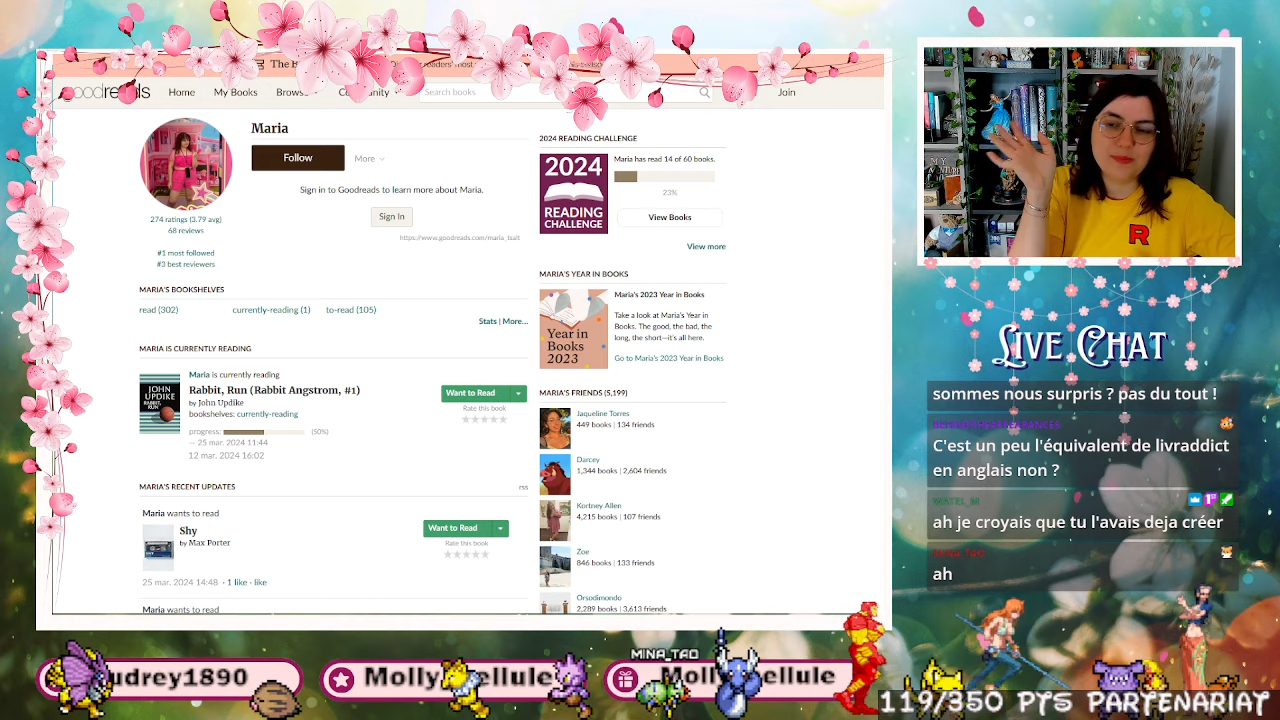 goodreads
Home
My Books
Community
Search books
Join
Maria
Follow
More
Sign in to Goodreads to learn more about Maria.
Sign In
https://www.goodreads.com/maria_tsalt
274 ratings (3.79 avg)
68 reviews
#1 most followed
#3 best reviewers
MARIA'S BOOKSHELVES
read (302)
currently-reading (1)
to-read (105)
Stats | More...
MARIA IS CURRENTLY READING
Maria is currently reading
Rabbit, Run (Rabbit Angstrom, #1)
by John Updike
bookshelves: currently-reading
progress: (50%)
— 25 mar. 2024 11:44
12 mar. 2024 16:02
JOHN
UPDIKE
RABBIT,
RUN
Want to Read
Rate this book
MARIA'S RECENT UPDATES
rss
Maria wants to read
Shy
by Max Porter
SHY
Want to Read
Rate this book
25 mar. 2024 14:48 · 1 like · like
Maria wants to read
2024 READING CHALLENGE
2024
READING
CHALLENGE
Maria has read 14 of 60 books.
23%
View Books
View more
MARIA'S YEAR IN BOOKS
Year in
Books
2023
Maria's 2023 Year in Books
Take a look at Maria's Year in
Books. The good, the bad, the
long, the short—it's all here.
Go to Maria's 2023 Year in Books
MARIA'S FRIENDS (5,199)
Jaqueline Torres
449 books | 134 friends
Darcey
1,344 books | 2,604 friends
Kortney Allen
4,215 books | 107 friends
Zoe
846 books | 133 friends
Orsodimondo
2,289 books | 3,613 friends
R
LIVE CHAT
sommes nous surpris ? pas du tout !
C'est un peu l'équivalent de livraddict
en anglais non ?
ah je croyais que tu l'avais deja créer
MINA_TAO
ah
MINA_TAO
119/350 PTS PARTENARIAT